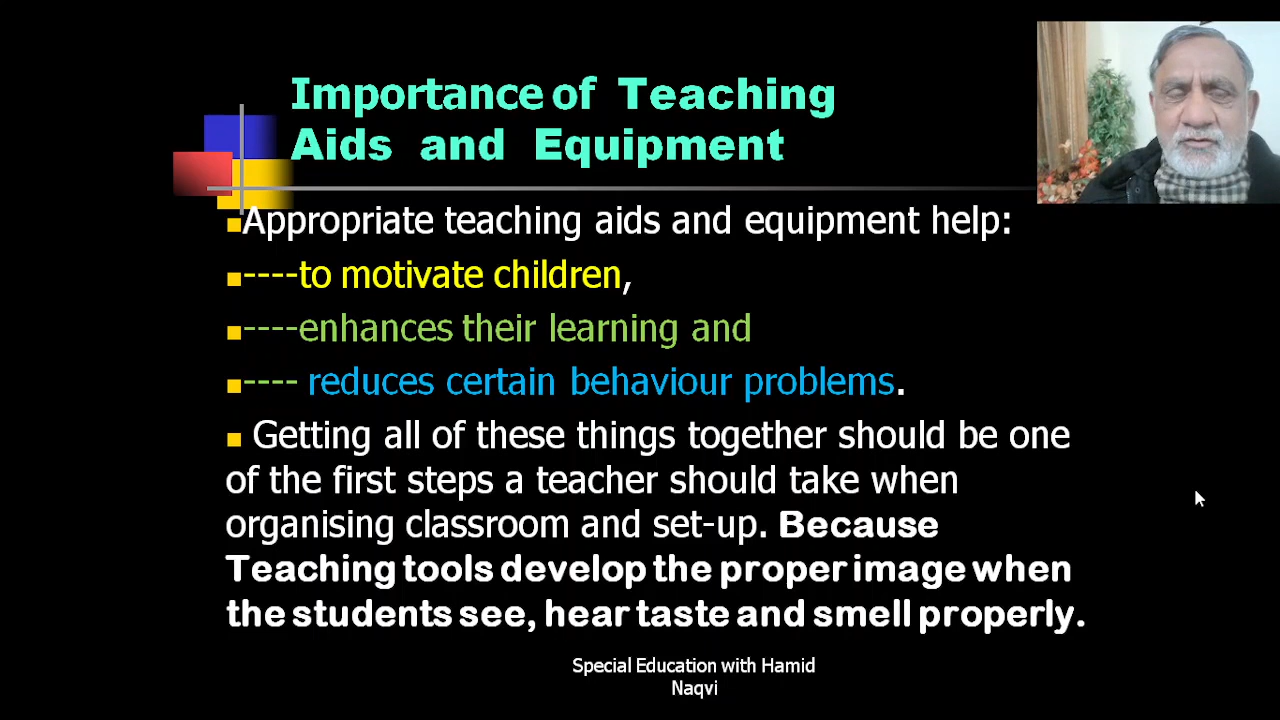 Importance of Teaching
Aids and Equipment
Appropriate teaching aids and equipment help:
----to motivate children,
----enhances their learning and
---- reduces certain behaviour problems.
Getting all of these things together should be one
of the first steps a teacher should take when
organising classroom and set-up. Because
Teaching tools develop the proper image when
the students see, hear taste and smell properly.
Special Education with Hamid
Naqvi